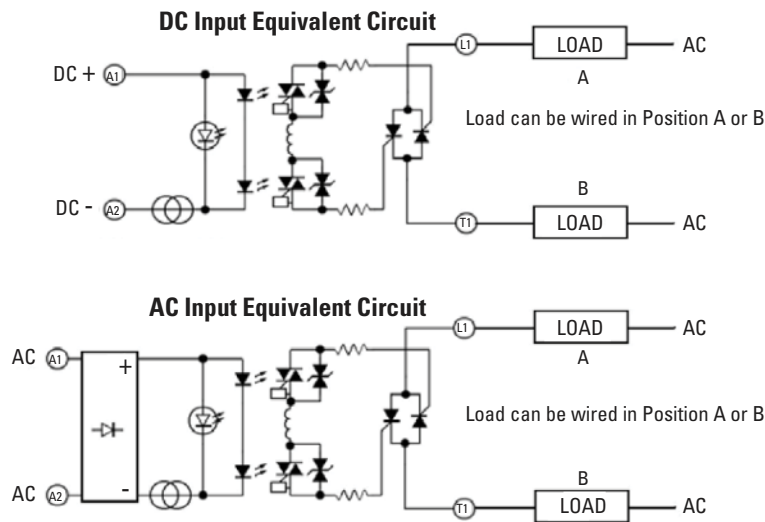 DC Input Equivalent Circuit
L1 LOAD AC
A
DC + A1
Load can be wired in Position A or B
B
DC - A2
T1 LOAD AC
AC Input Equivalent Circuit
L1 LOAD AC
A
AC A1
+
Load can be wired in Position A or B
B
AC A2
-
T1 LOAD AC